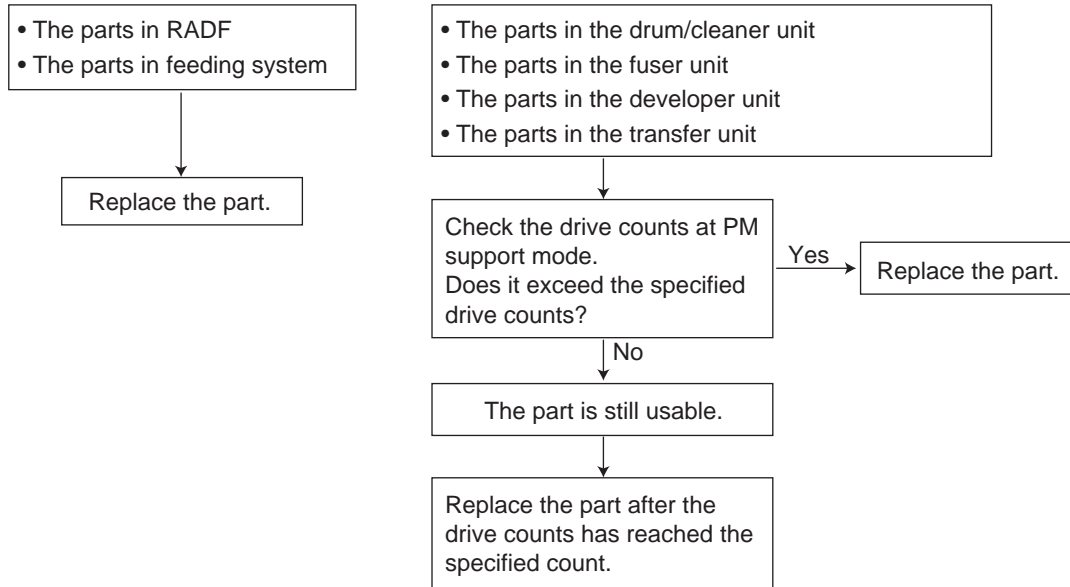 • The parts in RADF
• The parts in feeding system
Replace the part.
• The parts in the drum/cleaner unit
• The parts in the fuser unit
• The parts in the developer unit
• The parts in the transfer unit
Check the drive counts at PM
support mode.
Does it exceed the specified
drive counts?
Yes
Replace the part.
No
The part is still usable.
Replace the part after the
drive counts has reached the
specified count.